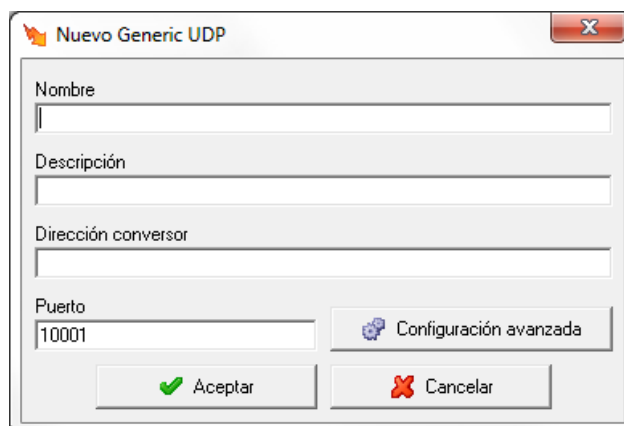 Nuevo Generic UDP
Nombre
Descripción
Dirección conversor
Puerto
10001
Configuración avanzada
Aceptar
Cancelar